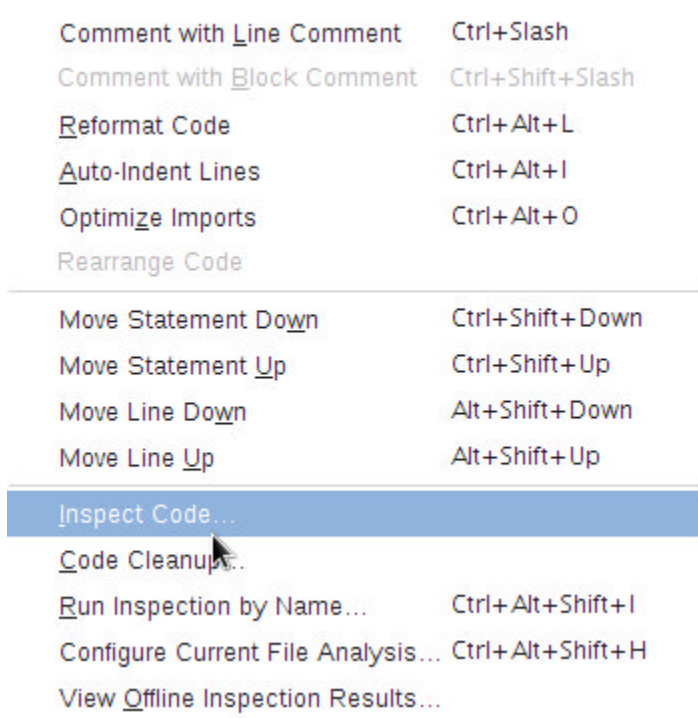 Comment with Line Comment Ctrl+Slash
Comment with Block Comment Ctrl+Shift+Slash
Reformat Code Ctrl+Alt+L
Auto-Indent Lines Ctrl+Alt+I
Optimize Imports Ctrl+Alt+O
Rearrange Code
Move Statement Down Ctrl+Shift+Down
Move Statement Up Ctrl+Shift+Up
Move Line Down Alt+Shift+Down
Move Line Up Alt+Shift+Up
Inspect Code...
Code Cleanup...
Run Inspection by Name... Ctrl+Alt+Shift+I
Configure Current File Analysis... Ctrl+Alt+Shift+H
View Offline Inspection Results...